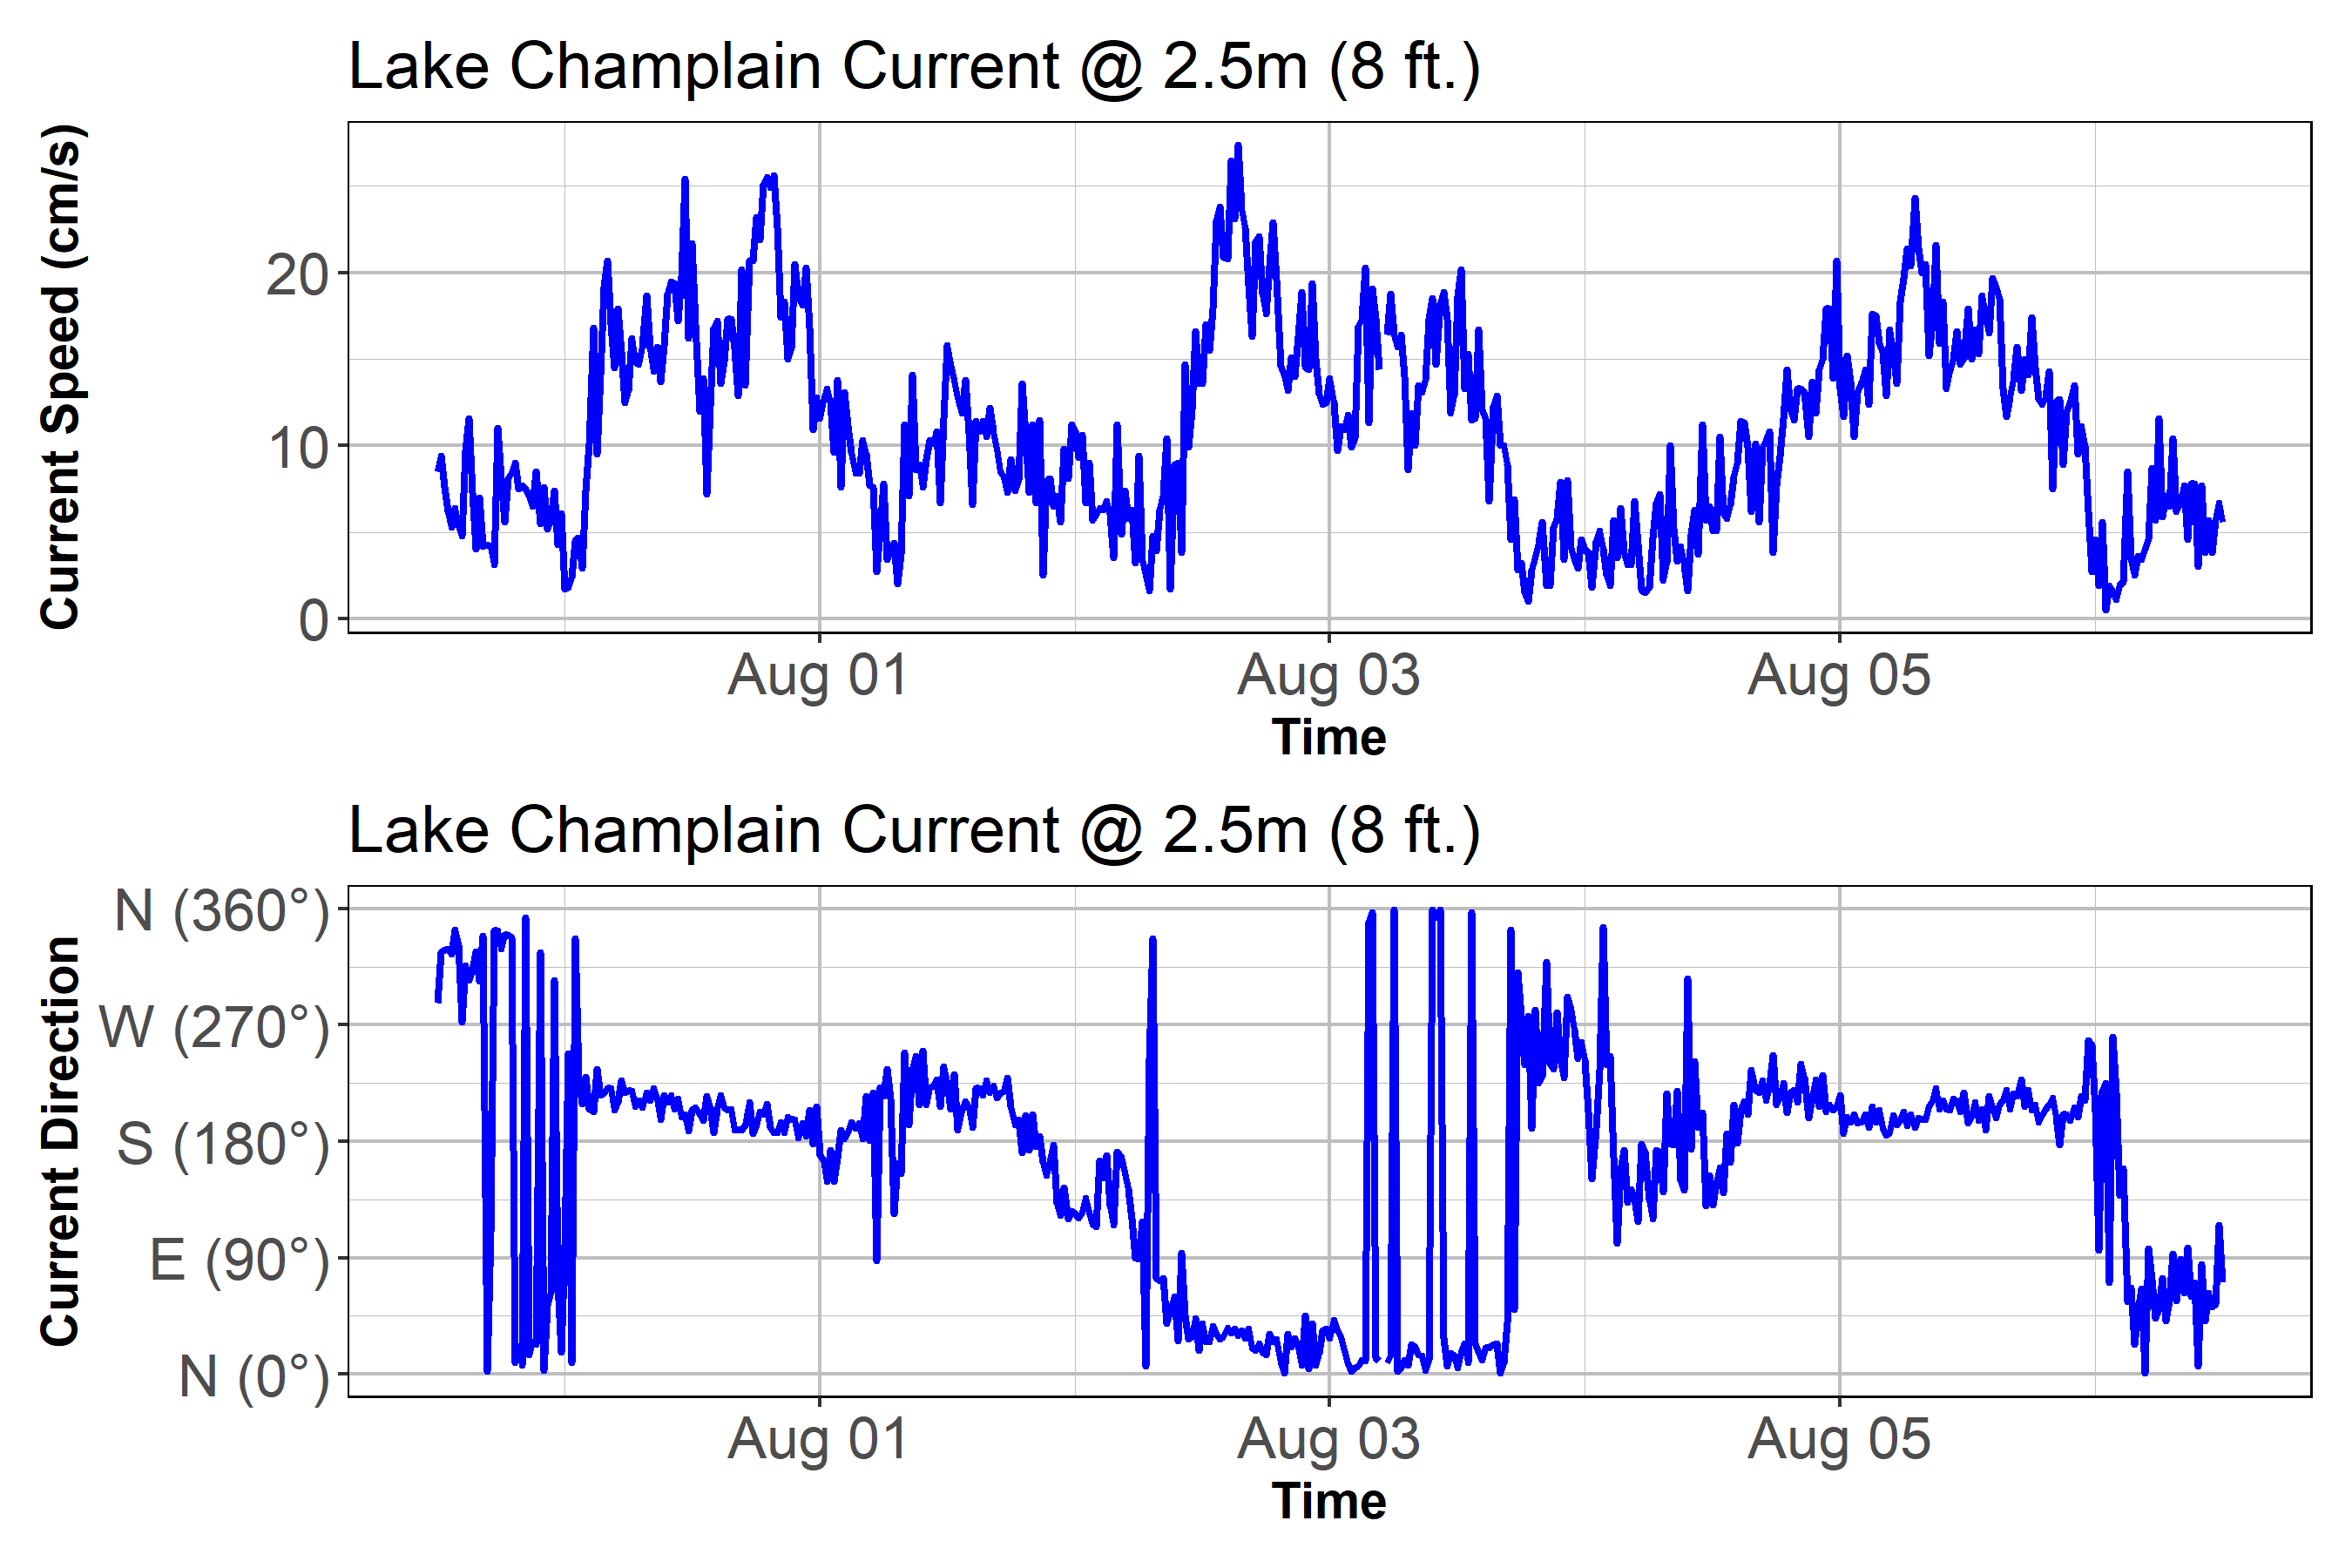 Lake Champlain Current @ 2.5m (8 ft.)
Current Speed (cm/s)
20
10
0
Aug 01 Aug 03 Aug 05
Time
Lake Champlain Current @ 2.5m (8 ft.)
Current Direction
N (360°)
W (270°)
S (180°)
E (90°)
N (0°)
Aug 01 Aug 03 Aug 05
Time